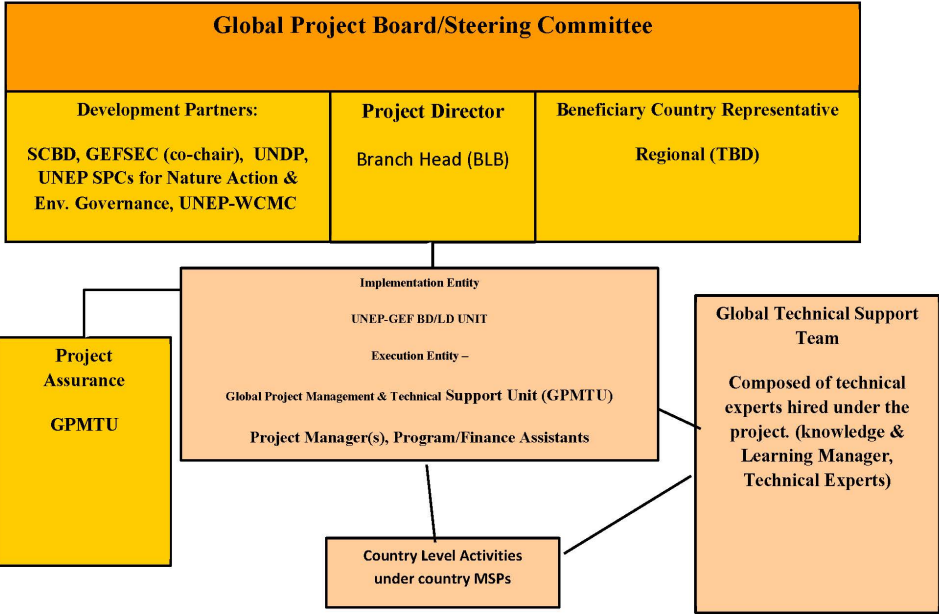 Global Project Board/Steering Committee
Development Partners:
SCBD, GEFSEC (co-chair), UNDP,
UNEP SPCs for Nature Action &
Env. Governance, UNEP-WCMC
Project Director
Branch Head (BLB)
Beneficiary Country Representative
Regional (TBD)
Implementation Entity
UNEP-GEF BD/LD UNIT
Execution Entity –
Global Project Management & Technical Support Unit (GPMTU)
Project Manager(s), Program/Finance Assistants
Project
Assurance
GPMTU
Global Technical Support
Team
Composed of technical
experts hired under the
project. (knowledge &
Learning Manager,
Technical Experts)
Country Level Activities
under country MSPs